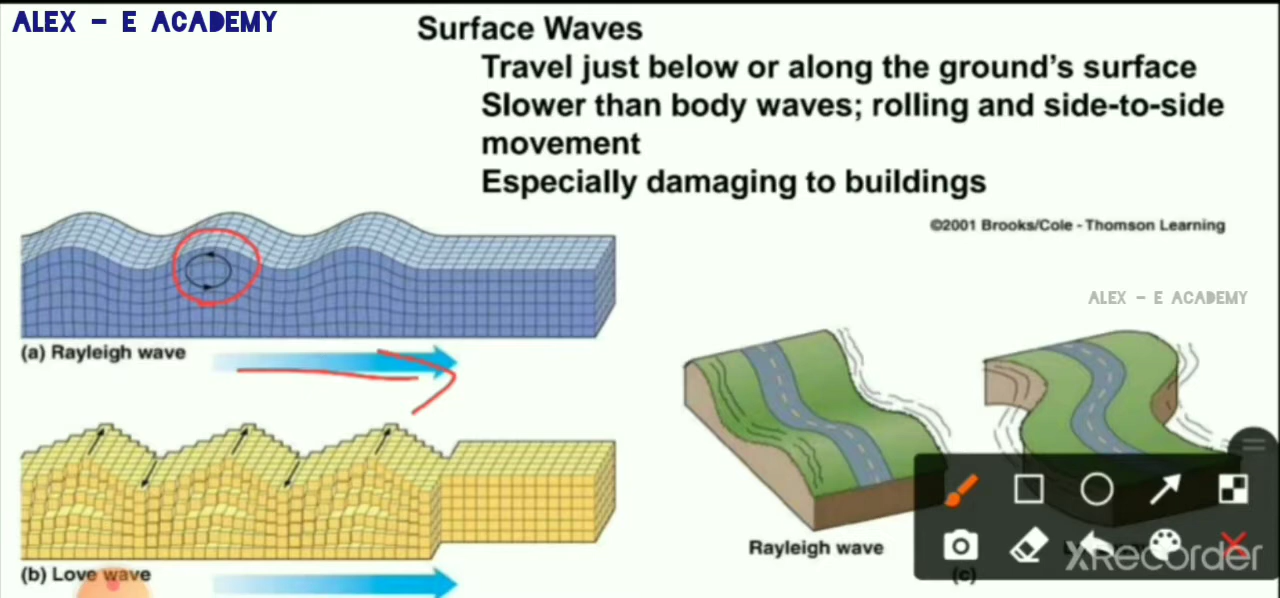 ALEX - E ACADEMY
Surface Waves
Travel just below or along the ground's surface
Slower than body waves; rolling and side-to-side
movement
Especially damaging to buildings
©2001 Brooks/Cole - Thomson Learning
ALEX - E ACADEMY
(a) Rayleigh wave
(b) Love wave
Rayleigh wave
XRecorder
(c)